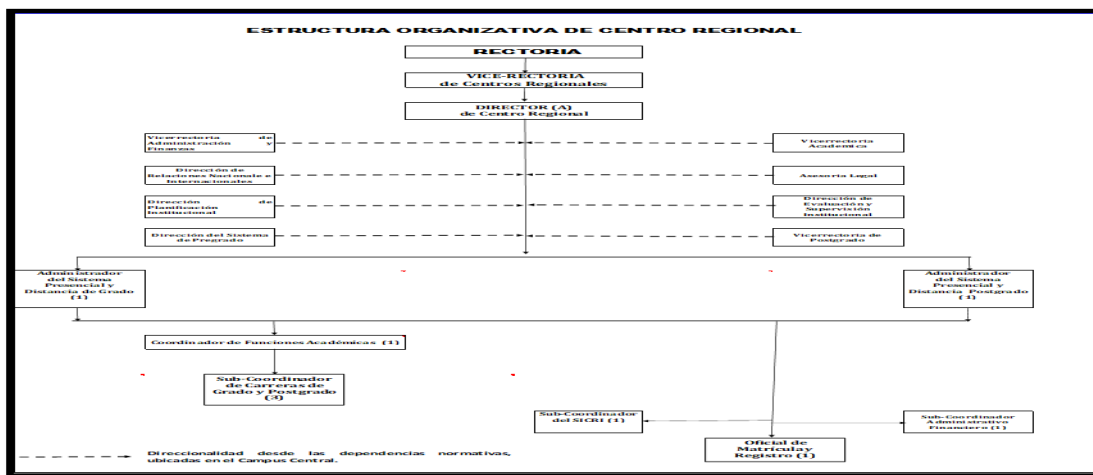 ESTRUCTURA ORGANIZATIVA DE CENTRO REGIONAL
RECTORIA
VICE-RECTORIA
de Centros Regionales
DIRECTOR (A)
de Centro Regional
Vicerrectoria de
Administración y
Finanzas
Vicerrectoria
Academica
Dirección de
Relaciones Nacionale e
Internacionales
Asesoria Legal
Dirección de
Planificación
Institucional
Dirección de
Evaluación y
Supervisión
Institucional
Dirección del Sistema
de Pregrado
Vicerrectoria de
Postgrado
Administrador
del Sistema
Presencial y
Distancia de Grado
(1)
Administrador
del Sistema
Presencial y
Distancia Postgrado
(1)
Coordinador de Funciones Académicas (1)
Sub-Coordinador
de Carreras de
Grado y Postgrado
(3)
Sub-Coordinador
del SICRI (1)
Sub-Coordinador
Administrativo
Financiero (1)
Oficial de
Matricula y
Registro (1)
Direccionalidad desde las dependencias normativas,
ubicadas en el Campus Central.